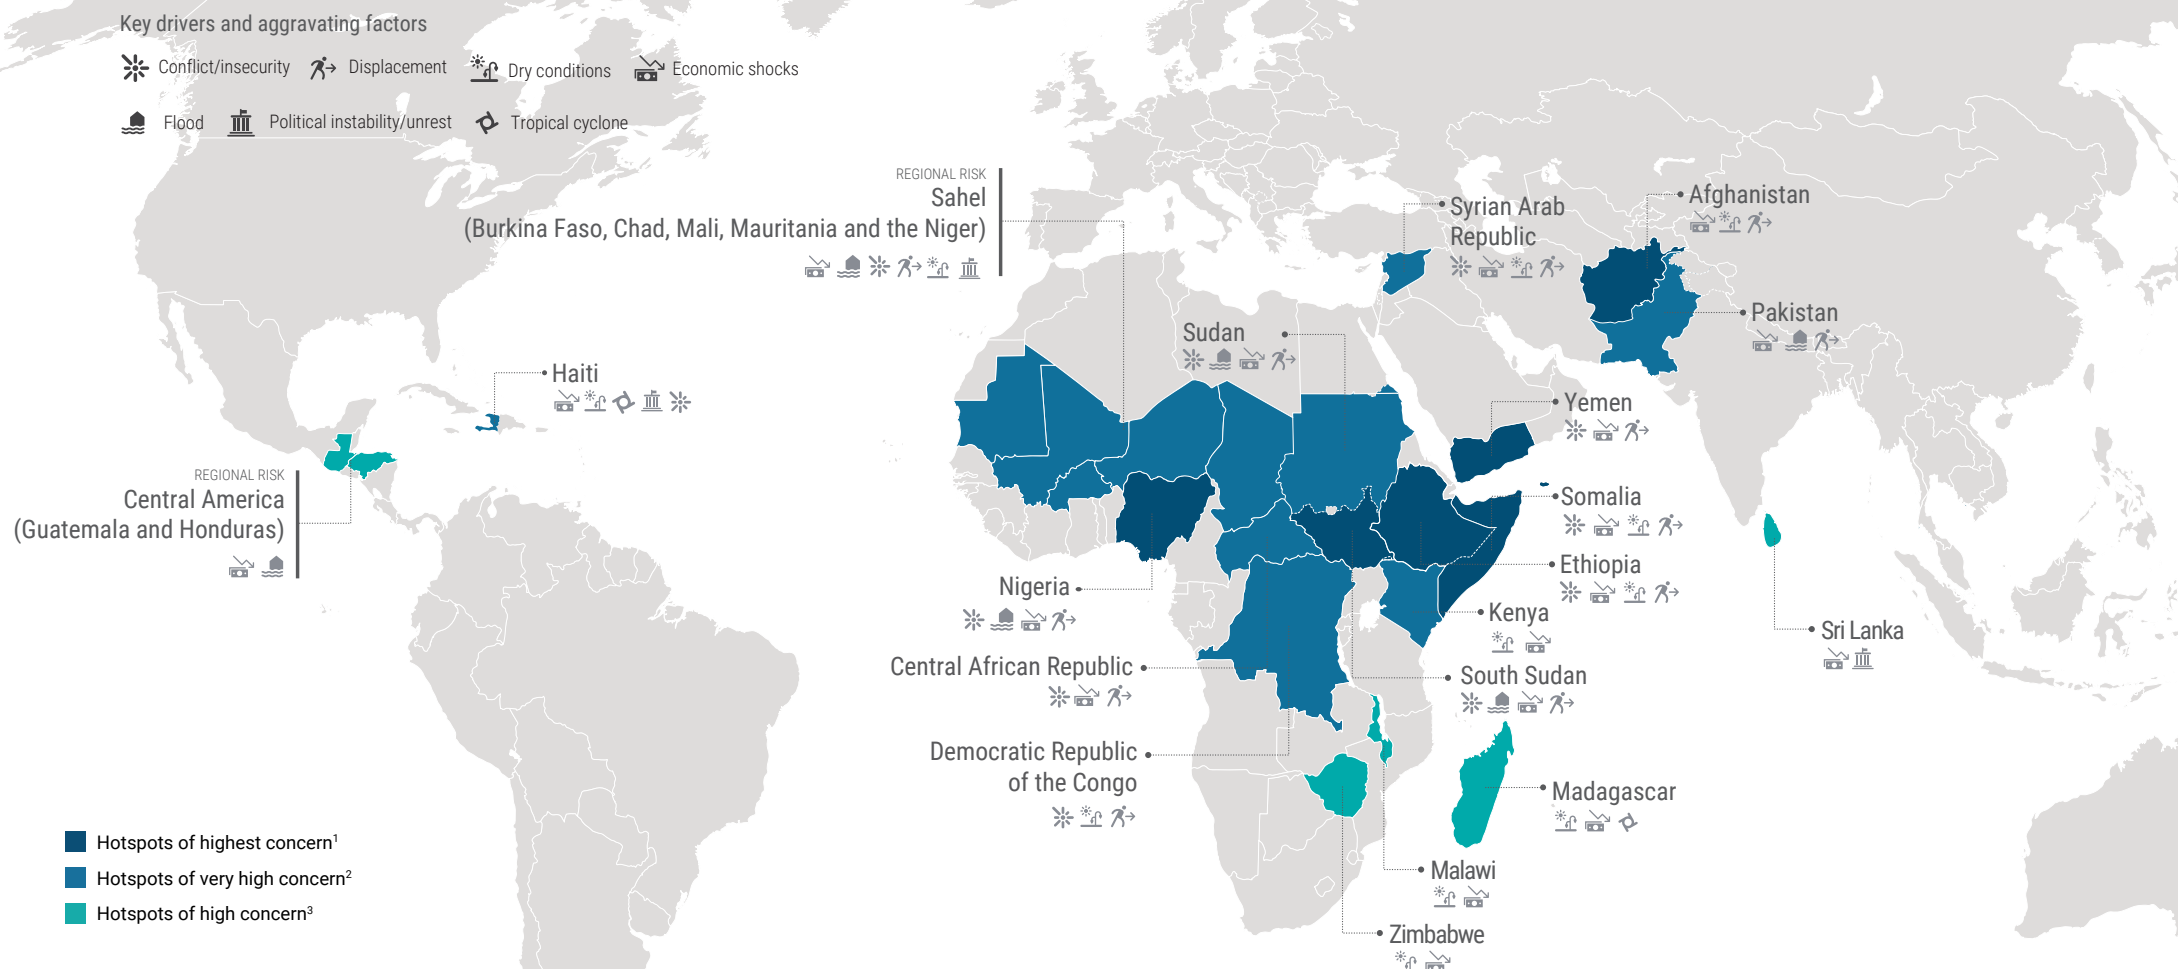 Key drivers and aggravating factors
Conflict/insecurity
Displacement
Dry conditions
Economic shocks
Flood
Political instability/unrest
Tropical cyclone
REGIONAL RISK
Sahel
(Burkina Faso, Chad, Mali, Mauritania and the Niger)
Syrian Arab
Republic
Afghanistan
Pakistan
Sudan
Haiti
Yemen
REGIONAL RISK
Central America
(Guatemala and Honduras)
Somalia
Ethiopia
Nigeria
Kenya
Sri Lanka
Central African Republic
South Sudan
Democratic Republic
of the Congo
Madagascar
Malawi
Zimbabwe
Hotspots of highest concern¹
Hotspots of very high concern²
Hotspots of high concern³